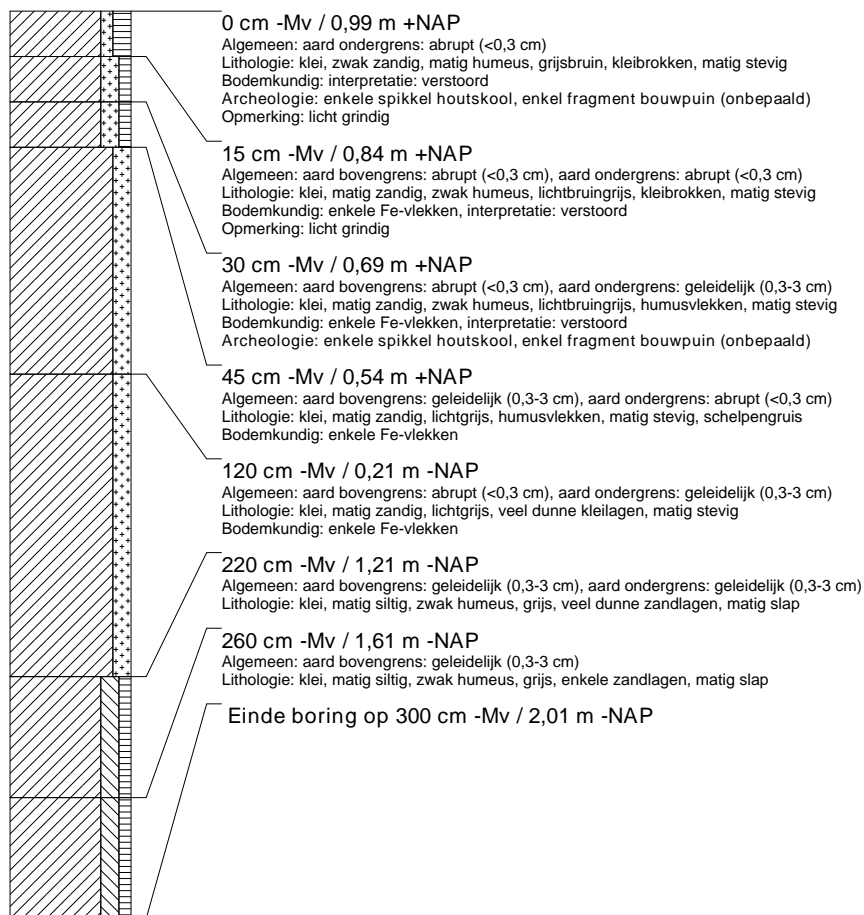 0 cm -Mv / 0,99 m +NAP
Algemeen: aard ondergrens: abrupt (<0,3 cm)
Lithologie: klei, zwak zandig, matig humeus, grijsbruin, kleibrokken, matig stevig
Bodemkundig: interpretatie: verstoord
Archeologie: enkele spikkel houtskool, enkel fragment bouwpuin (onbepaald)
Opmerking: licht grindig
15 cm -Mv / 0,84 m +NAP
Algemeen: aard bovengrens: abrupt (<0,3 cm), aard ondergrens: abrupt (<0,3 cm)
Lithologie: klei, matig zandig, zwak humeus, lichtbruingrijs, kleibrokken, matig stevig
Bodemkundig: enkele Fe-vlekken, interpretatie: verstoord
Opmerking: licht grindig
30 cm -Mv / 0,69 m +NAP
Algemeen: aard bovengrens: abrupt (<0,3 cm), aard ondergrens: geleidelijk (0,3-3 cm)
Lithologie: klei, matig zandig, zwak humeus, lichtbruingrijs, humusvlekken, matig stevig
Bodemkundig: enkele Fe-vlekken, interpretatie: verstoord
Archeologie: enkele spikkel houtskool, enkel fragment bouwpuin (onbepaald)
45 cm -Mv / 0,54 m +NAP
Algemeen: aard bovengrens: geleidelijk (0,3-3 cm), aard ondergrens: abrupt (<0,3 cm)
Lithologie: klei, matig zandig, lichtgrijs, humusvlekken, matig stevig, schelpengruis
Bodemkundig: enkele Fe-vlekken
120 cm -Mv / 0,21 m -NAP
Algemeen: aard bovengrens: abrupt (<0,3 cm), aard ondergrens: geleidelijk (0,3-3 cm)
Lithologie: klei, matig zandig, lichtgrijs, veel dunne kleilagen, matig stevig
Bodemkundig: enkele Fe-vlekken
220 cm -Mv / 1,21 m -NAP
Algemeen: aard bovengrens: geleidelijk (0,3-3 cm), aard ondergrens: geleidelijk (0,3-3 cm)
Lithologie: klei, matig siltig, zwak humeus, grijs, veel dunne zandlagen, matig slap
260 cm -Mv / 1,61 m -NAP
Algemeen: aard bovengrens: geleidelijk (0,3-3 cm)
Lithologie: klei, matig siltig, zwak humeus, grijs, enkele zandlagen, matig slap
Einde boring op 300 cm -Mv / 2,01 m -NAP